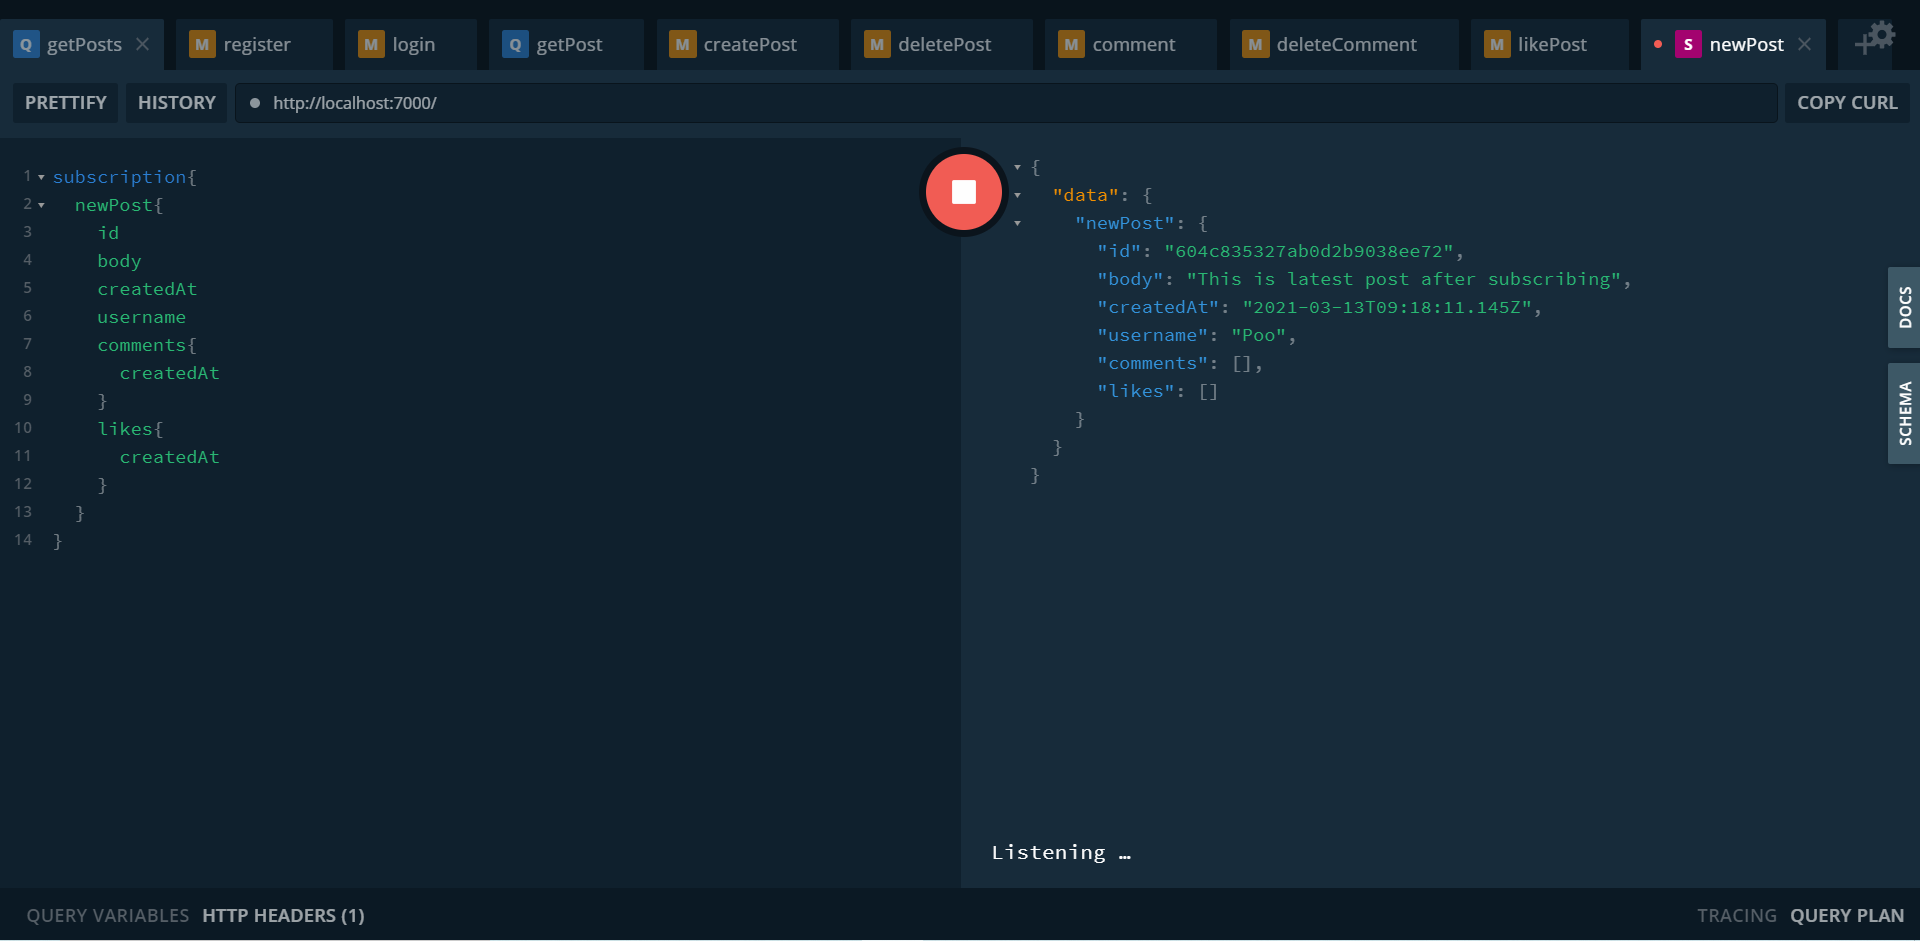 Q getPosts
M register
M login
Q getPost
M createPost
M deletePost
M comment
M deleteComment
M likePost
S newPost
PRETTIFY
HISTORY
http://localhost:7000/
COPY CURL
1 subscription{
2 newPost{
3 id
4 body
5 createdAt
6 username
7 comments{
8 createdAt
9 }
10 likes{
11 createdAt
12 }
13 }
14 }
{
"data": {
"newPost": {
"id": "604c835327ab0d2b9038ee72",
"body": "This is latest post after subscribing",
"createdAt": "2021-03-13T09:18:11.145Z",
"username": "Poo",
"comments": [],
"likes": []
}
}
}
DOCS
SCHEMA
Listening …
QUERY VARIABLES
HTTP HEADERS (1)
TRACING
QUERY PLAN